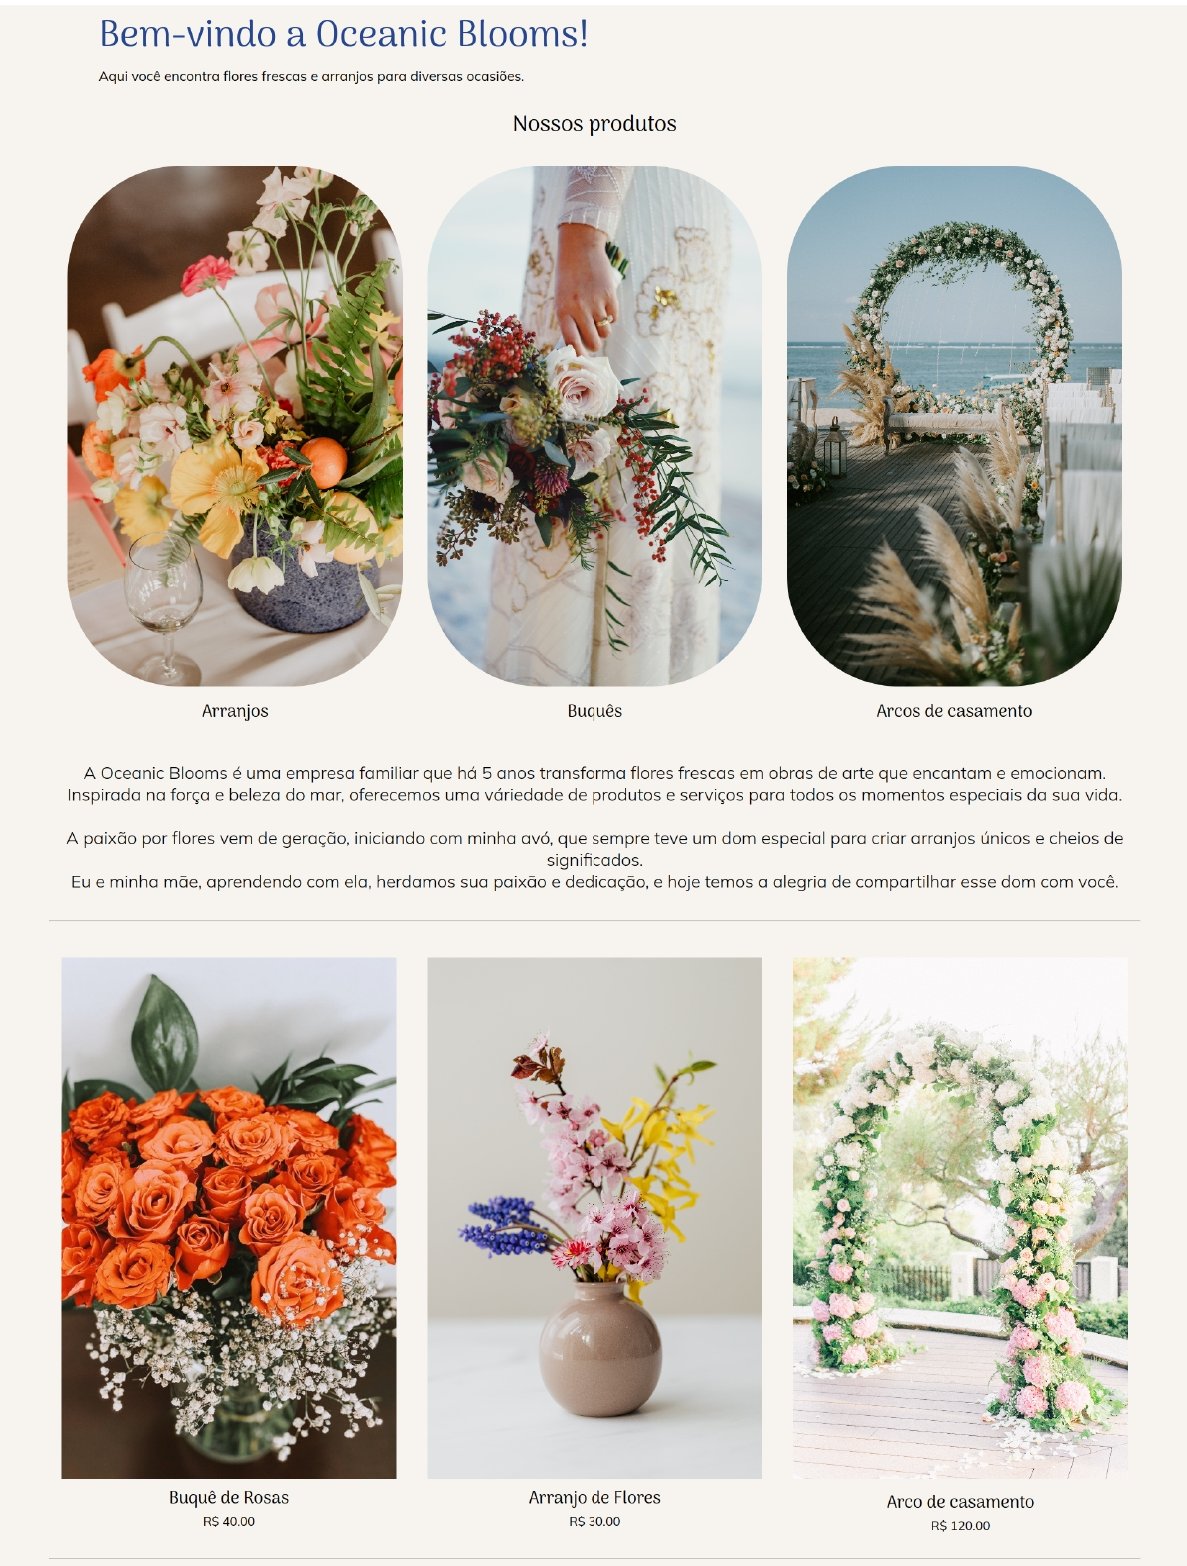 Bem-vindo a Oceanic Blooms!
Aqui você encontra flores frescas e arranjos para diversas ocasiões.
Nossos produtos
Arranjos
Buquês
Arcos de casamento
A Oceanic Blooms é uma empresa familiar que há 5 anos transforma flores frescas em obras de arte que encantam e emocionam.
Inspirada na força e beleza do mar, oferecemos uma váriedade de produtos e serviços para todos os momentos especiais da sua vida.
A paixão por flores vem de geração, iniciando com minha avó, que sempre teve um dom especial para criar arranjos únicos e cheios de
significados.
Eu e minha mãe, aprendendo com ela, herdamos sua paixão e dedicação, e hoje temos a alegria de compartilhar esse dom com você.
Buquê de Rosas
R$ 40.00
Arranjo de Flores
R$ 30.00
Arco de casamento
R$ 120.00